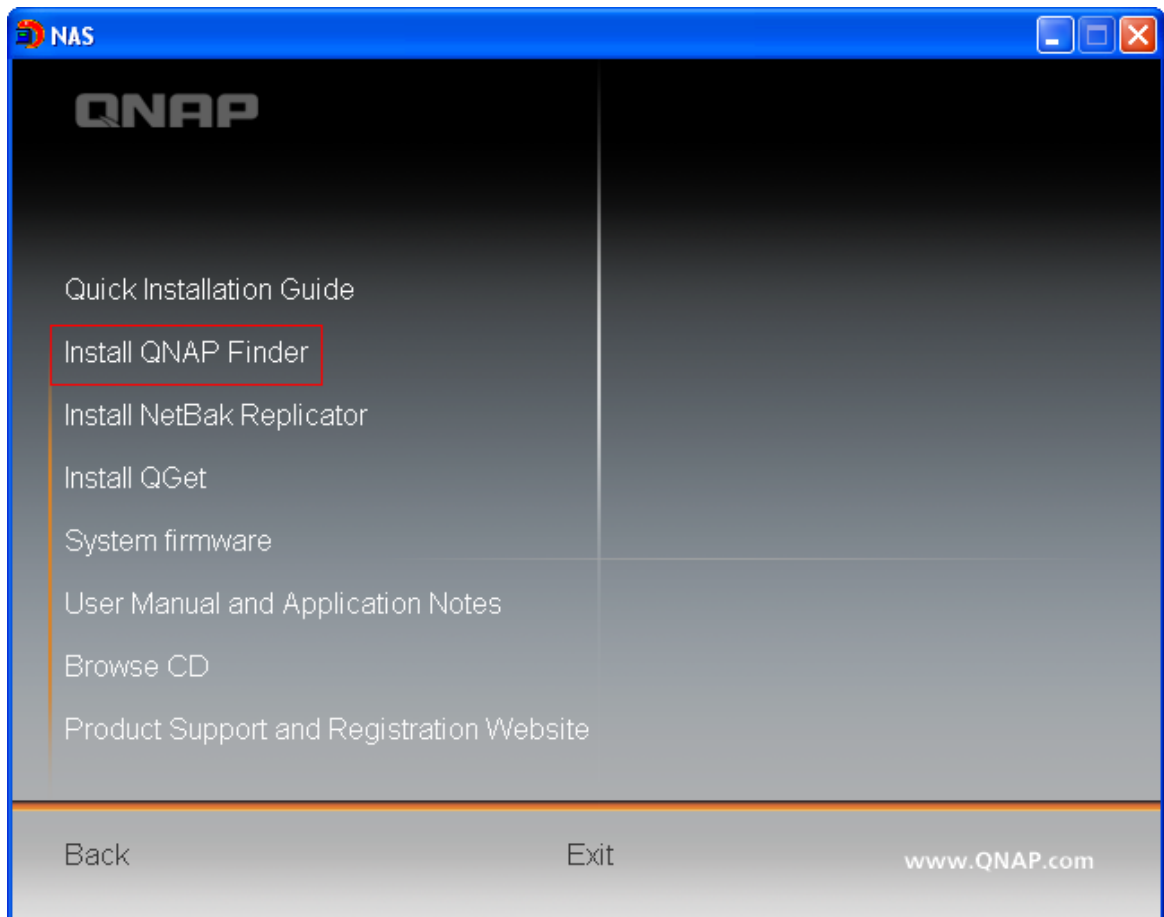 NAS
QNAP
Quick Installation Guide
Install QNAP Finder
Install NetBak Replicator
Install QGet
System firmware
User Manual and Application Notes
Browse CD
Product Support and Registration Website
Back
Exit
www.QNAP.com